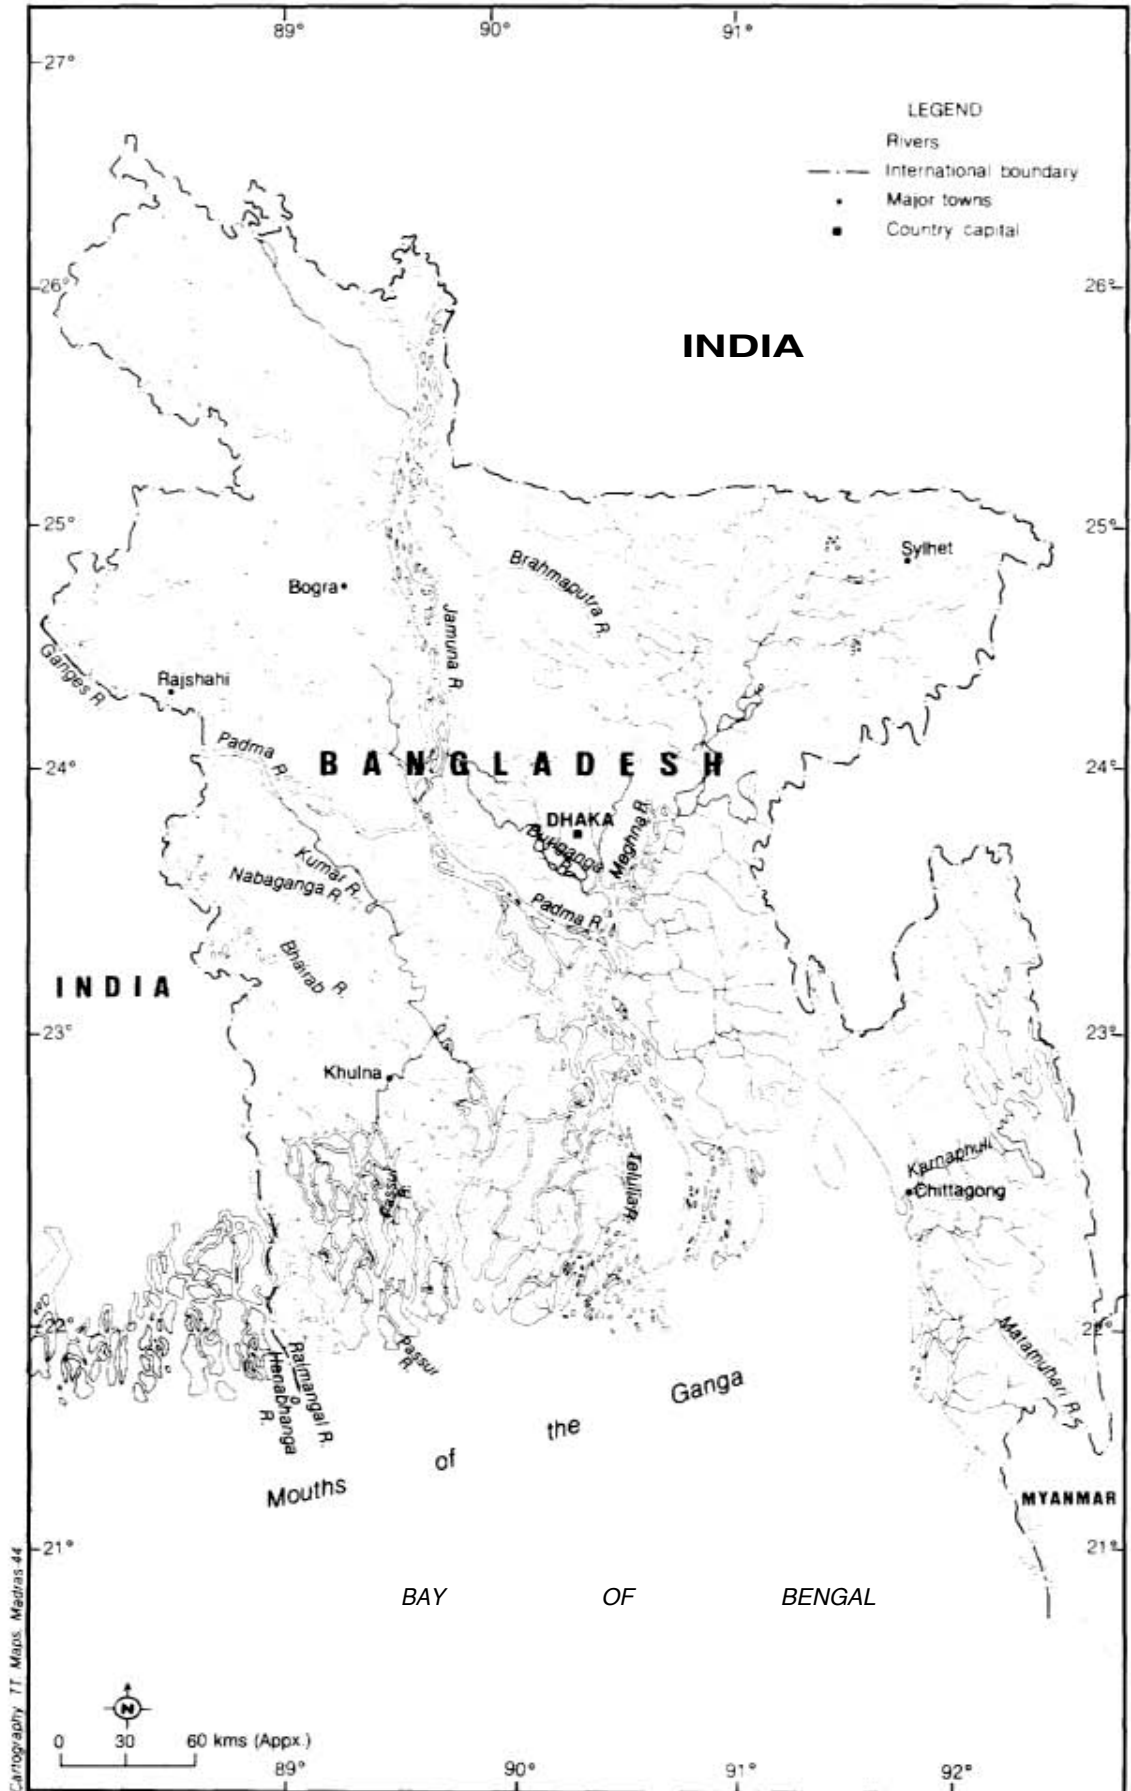 89°
90°
91°
27°
LEGEND
Rivers
International boundary
Major towns
Country capital
26°
26°
INDIA
25°
25°
Sylhet
Brahmaputra R.
Bogra
Jamuna R
Ganges R
Rajshahi
Padma R.
BANGLADESH
24°
24°
DHAKA
Buriganga R.
Meghna R.
Kumar R.
Nabaganga R.
Padma R.
Bhairab R.
INDIA
23°
23°
Khulna
Karnaphuli
Chittagong
Passur R.
22°
22°
Matamuhari R.
Passur R.
Raimangal R.
Ganga
the
of
Mouths
MYANMAR
21°
21°
BAY OF BENGAL
Cartography TT. Maps. Madras-44
N
0 30 60 kms (Appx.)
89°
90°
91°
92°